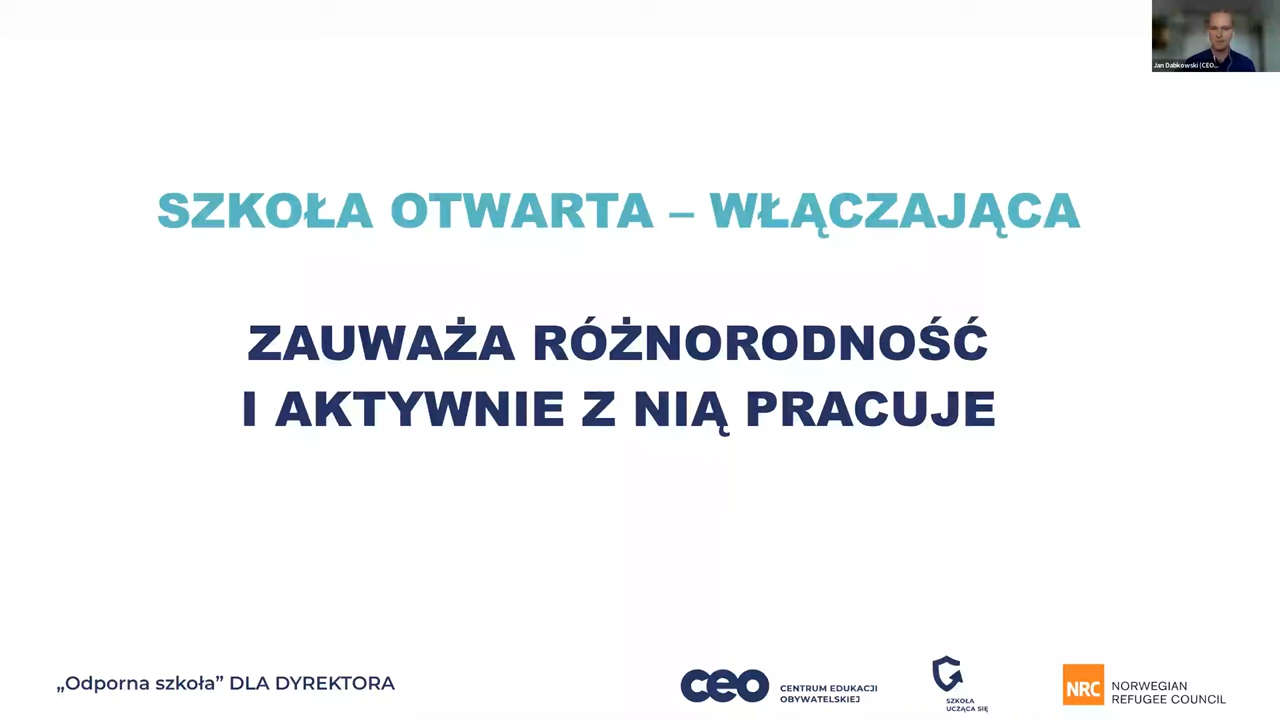 Jan Dabkowski (CEO...
SZKOŁA OTWARTA – WŁĄCZAJĄCA
ZAUWAŻA RÓŻNORODNOŚĆ
I AKTYWNIE Z NIĄ PRACUJE
„Odporna szkoła” DLA DYREKTORA
ceo
CENTRUM EDUKACJI
OBYWATELSKIEJ
SZKOŁA
UCZĄCA SIĘ
NRC
NORWEGIAN
REFUGEE COUNCIL